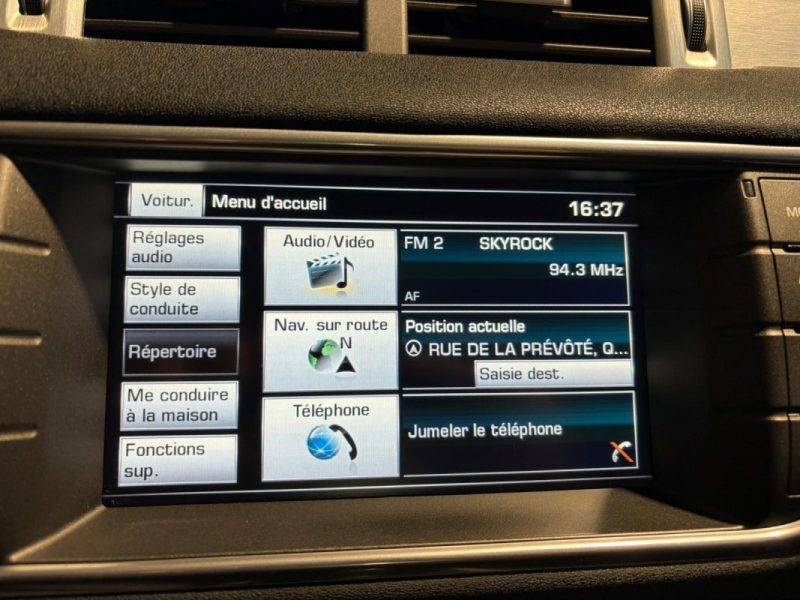 Voitur.
Menu d'accueil
16:37
Réglages
audio
Audio/Vidéo
FM 2 SKYROCK
94.3 MHz
AF
Style de
conduite
Nav. sur route
N
Position actuelle
RUE DE LA PRÉVÔTÉ, Q...
Saisie dest.
Répertoire
Me conduire
à la maison
Téléphone
Jumeler le téléphone
Fonctions
sup.